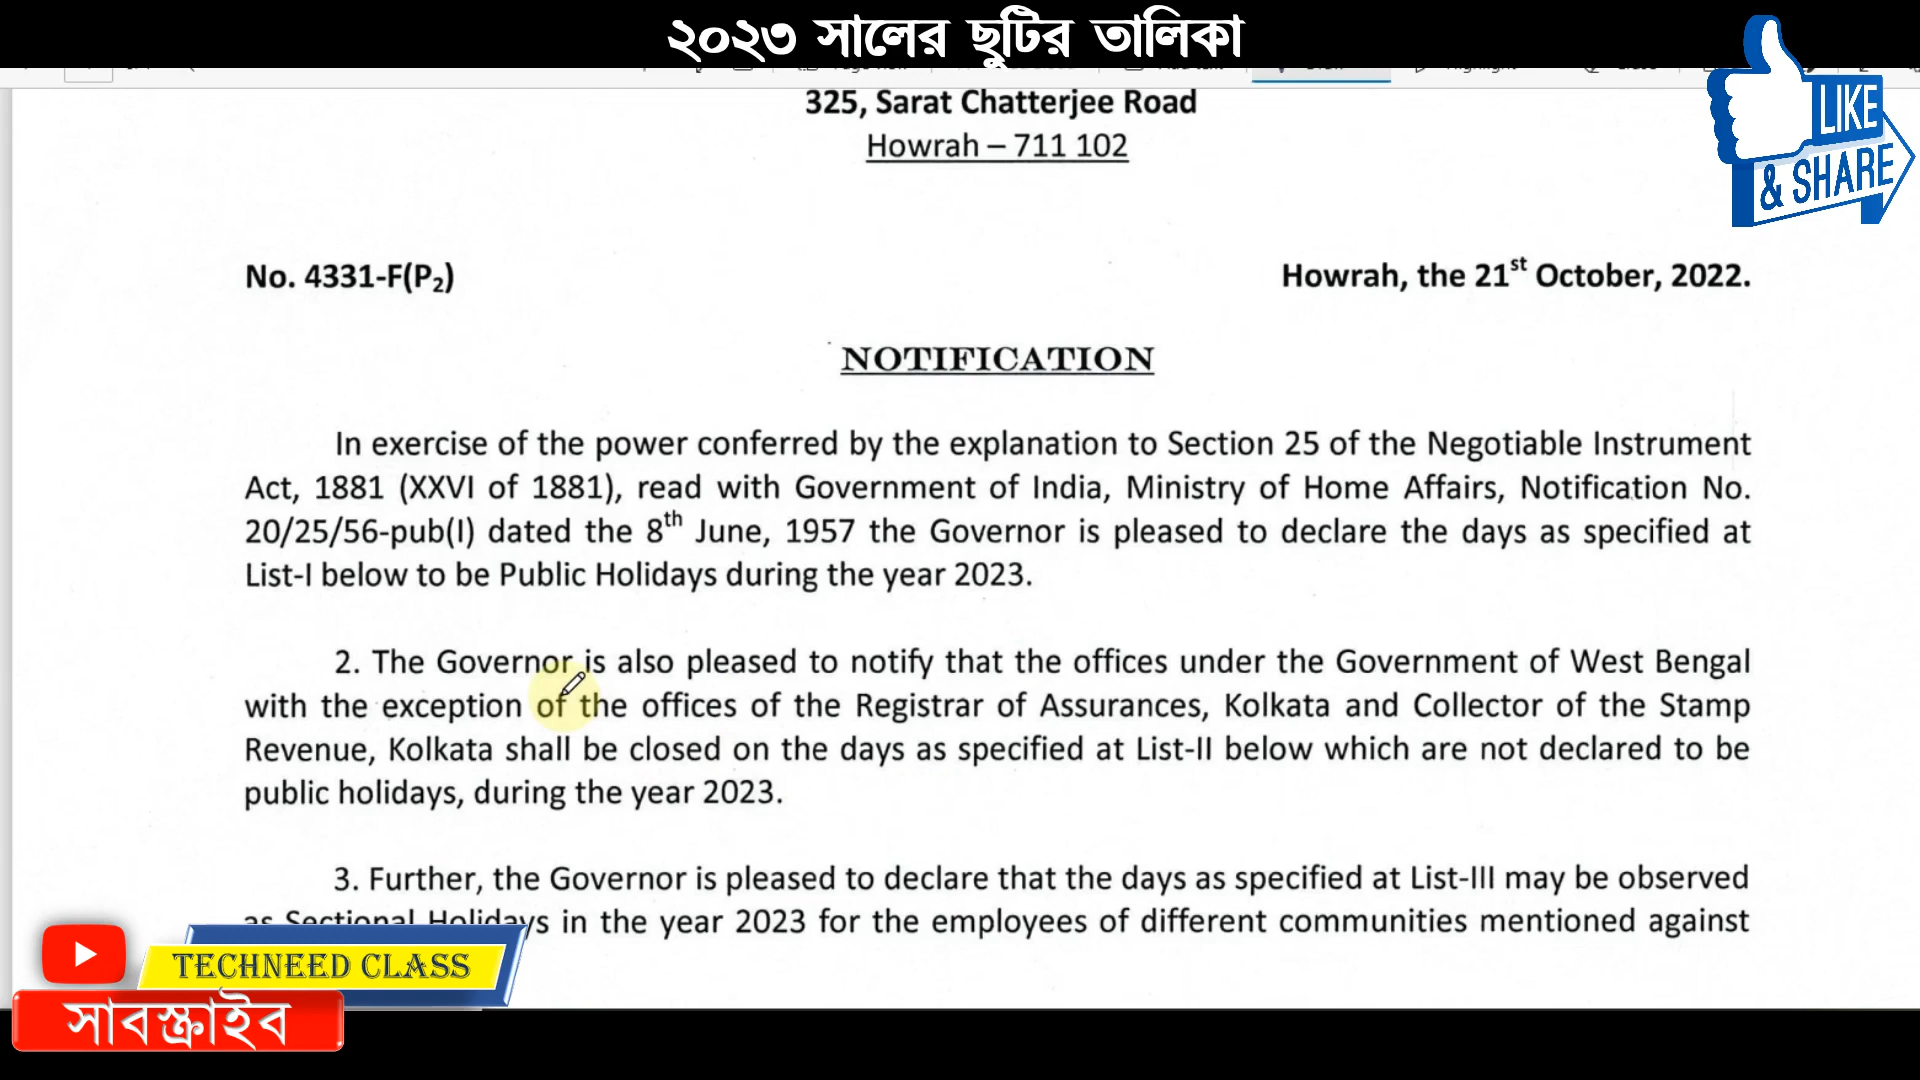 ২০২৩ সালের ছুটির তালিকা
325, Sarat Chatterjee Road
Howrah – 711 102
LIKE
& SHARE
No. 4331-F(P₂)
Howrah, the 21st October, 2022.
NOTIFICATION
In exercise of the power conferred by the explanation to Section 25 of the Negotiable Instrument
Act, 1881 (XXVI of 1881), read with Government of India, Ministry of Home Affairs, Notification No.
20/25/56-pub(I) dated the 8th June, 1957 the Governor is pleased to declare the days as specified at
List-I below to be Public Holidays during the year 2023.
2. The Governor is also pleased to notify that the offices under the Government of West Bengal
with the exception of the offices of the Registrar of Assurances, Kolkata and Collector of the Stamp
Revenue, Kolkata shall be closed on the days as specified at List-II below which are not declared to be
public holidays, during the year 2023.
3. Further, the Governor is pleased to declare that the days as specified at List-III may be observed
as Sectional Holidays in the year 2023 for the employees of different communities mentioned against
TECHNEED CLASS
সাবস্ক্রাইব